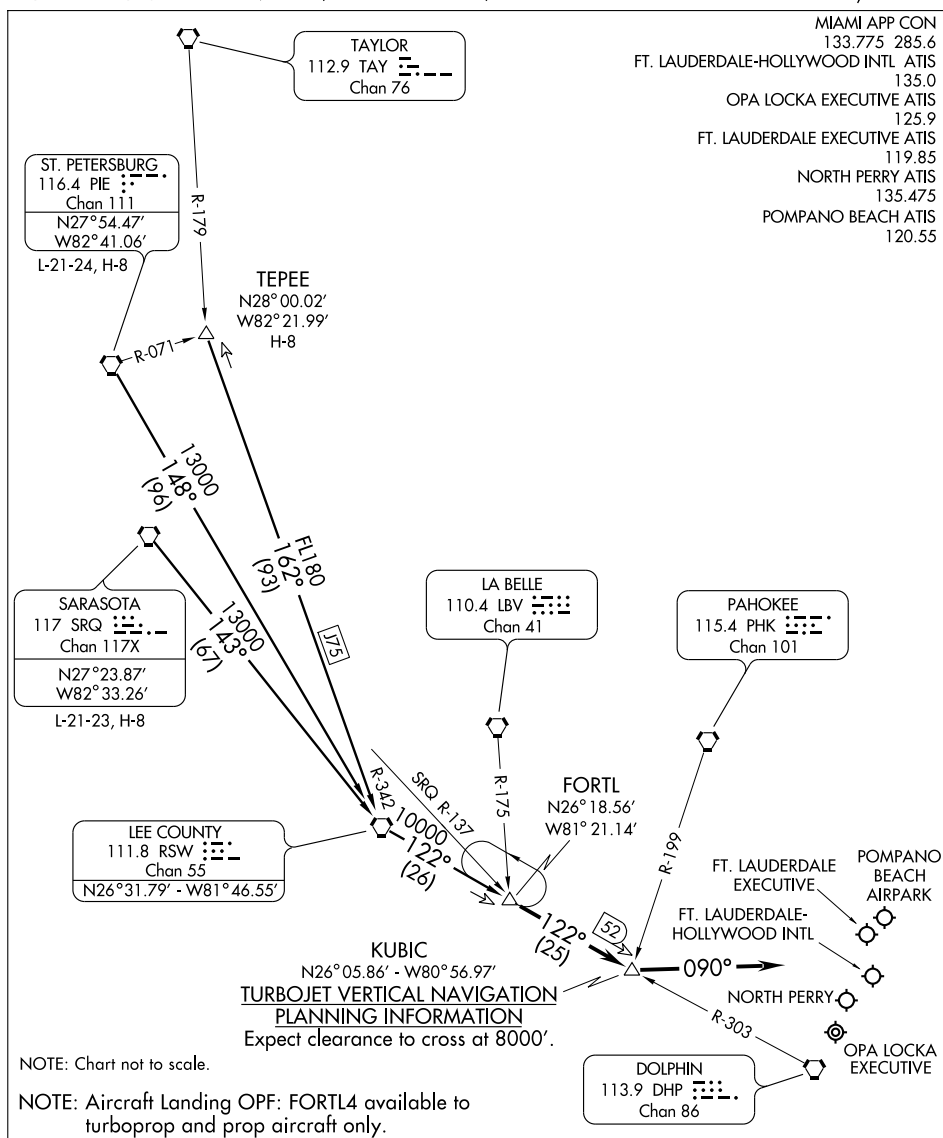 MIAMI APP CON
133.775 285.6
FT. LAUDERDALE-HOLLYWOOD INTL ATIS
135.0
OPA LOCKA EXECUTIVE ATIS
125.9
FT. LAUDERDALE EXECUTIVE ATIS
119.85
NORTH PERRY ATIS
135.475
POMPANO BEACH ATIS
120.55
TAYLOR
112.9 TAY
Chan 76
ST. PETERSBURG
116.4 PIE
Chan 111
N27°54.47′
W82°41.06′
L-21-24, H-8
R-179
TEPEE
N28°00.02′
W82°21.99′
H-8
R-071
13000
148°
(96)
FL180
162°
(93)
J75
SARASOTA
117 SRQ
Chan 117X
N27°23.87′
W82°33.26′
L-21-23, H-8
13000
143°
(67)
LA BELLE
110.4 LBV
Chan 41
PAHOKEE
115.4 PHK
Chan 101
R-342
SRQ R-137
R-175
R-199
FORTL
N26°18.56′
W81°21.14′
LEE COUNTY
111.8 RSW
Chan 55
N26°31.79′ - W81°46.55′
10000
122°
(26)
122°
(25)
52
090°
FT. LAUDERDALE
EXECUTIVE
POMPANO
BEACH
AIRPARK
FT. LAUDERDALE-
HOLLYWOOD INTL
NORTH PERRY
OPA LOCKA
EXECUTIVE
KUBIC
N26°05.86′ - W80°56.97′
TURBOJET VERTICAL NAVIGATION
PLANNING INFORMATION
Expect clearance to cross at 8000′.
R-303
DOLPHIN
113.9 DHP
Chan 86
NOTE: Chart not to scale.
NOTE: Aircraft Landing OPF: FORTL4 available to
turboprop and prop aircraft only.